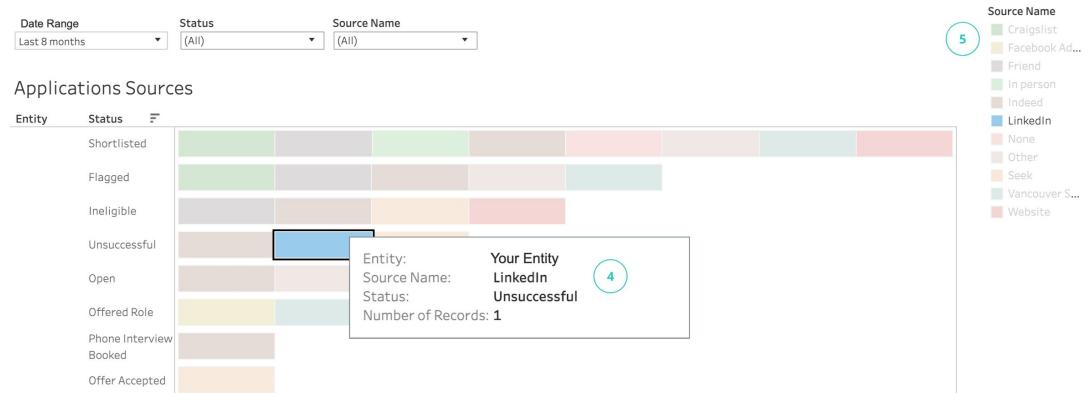 Date Range
Status
Source Name
Last 8 months
(All)
(All)
Source Name
Craigslist
Facebook Ad...
Friend
In person
Indeed
LinkedIn
None
Other
Seek
Vancouver S...
Website
5
Applications Sources
Entity
Status
Shortlisted
Flagged
Ineligible
Unsuccessful
Open
Offered Role
Phone Interview
Booked
Offer Accepted
Entity: Your Entity
Source Name: LinkedIn
Status: Unsuccessful
Number of Records: 1
4